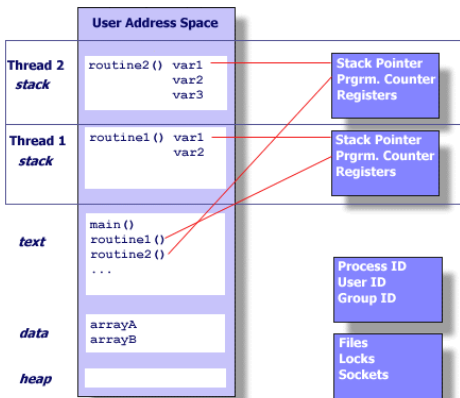 User Address Space
Thread 2
stack
routine2() var1
var2
var3
Stack Pointer
Prgrm. Counter
Registers
Thread 1
stack
routine1() var1
var2
Stack Pointer
Prgrm. Counter
Registers
text
main()
routine1()
routine2()
...
Process ID
User ID
Group ID
data
arrayA
arrayB
Files
Locks
Sockets
heap